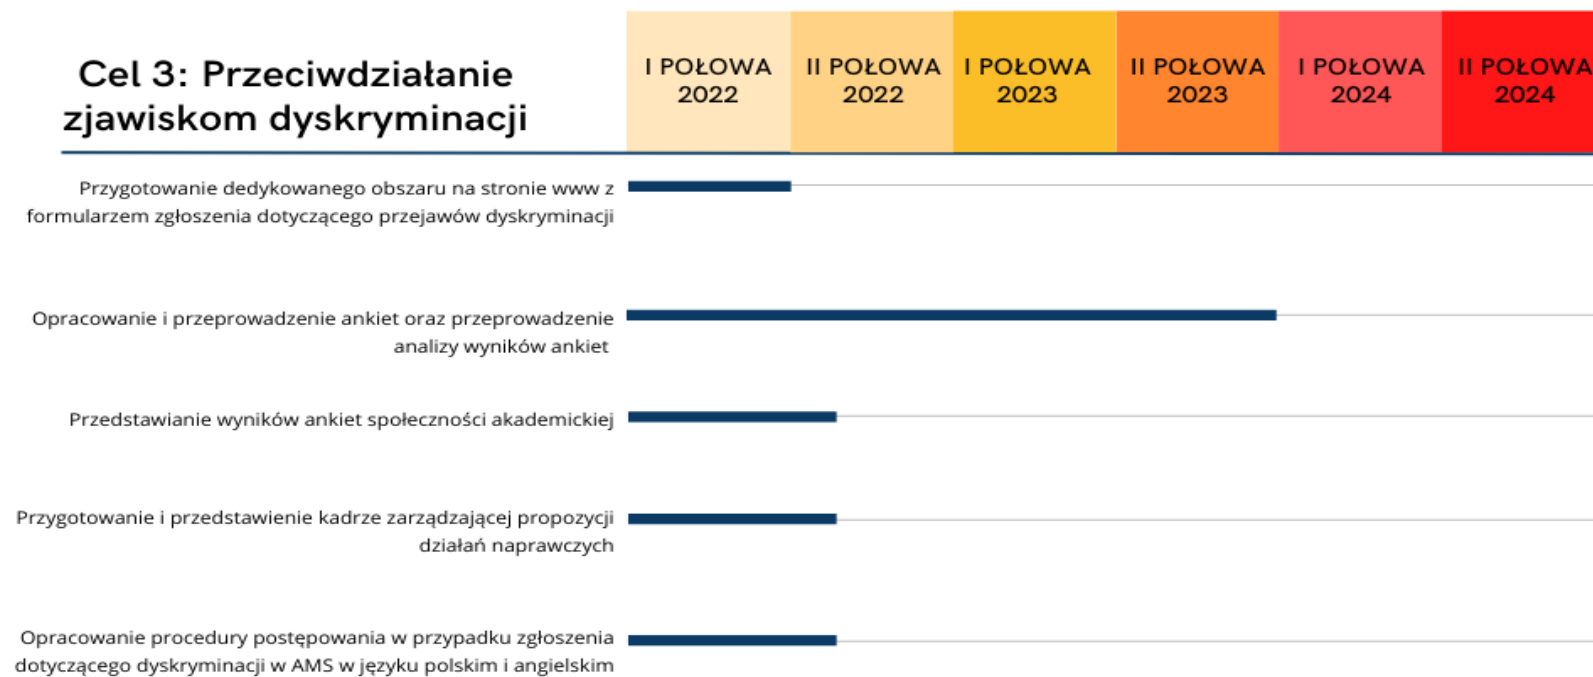 Cel 3: Przeciwdziałanie
zjawiskom dyskryminacji
I POŁOWA
2022
II POŁOWA
2022
I POŁOWA
2023
II POŁOWA
2023
I POŁOWA
2024
II POŁOWA
2024
Przygotowanie dedykowanego obszaru na stronie www z
formularzem zgłoszenia dotyczącego przejawów dyskryminacji
Opracowanie i przeprowadzenie ankiet oraz przeprowadzenie
analizy wyników ankiet
Przedstawianie wyników ankiet społeczności akademickiej
Przygotowanie i przedstawienie kadrze zarządzającej propozycji
działań naprawczych
Opracowanie procedury postępowania w przypadku zgłoszenia
dotyczącego dyskryminacji w AMS w języku polskim i angielskim